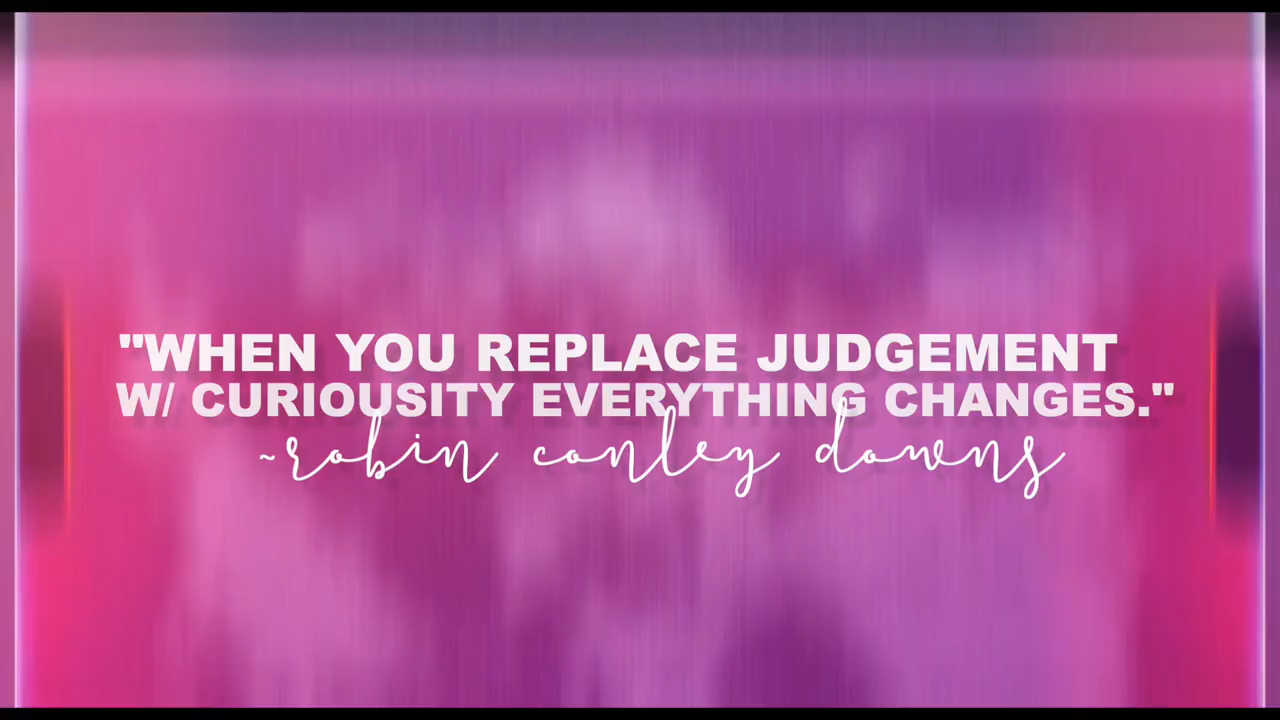 "WHEN YOU REPLACE JUDGEMENT
W/ CURIOUSITY EVERYTHING CHANGES."
~robin conley downs